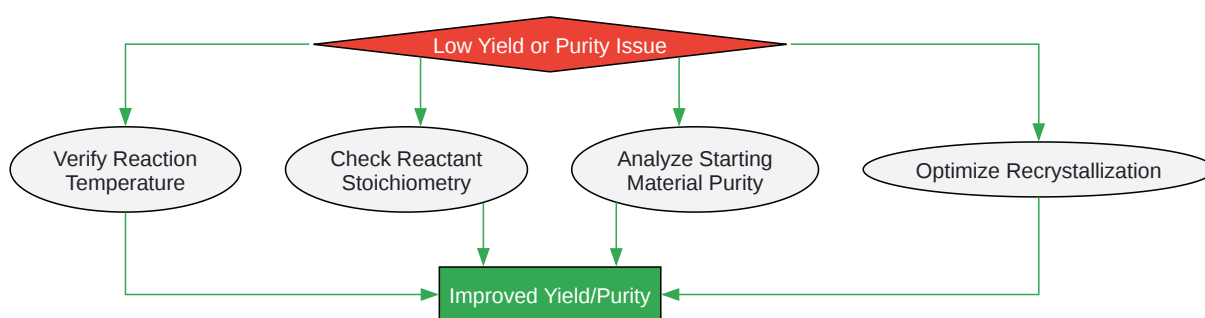 Low Yield or Purity Issue
Verify Reaction
Temperature
Check Reactant
Stoichiometry
Analyze Starting
Material Purity
Optimize Recrystallization
Improved Yield/Purity